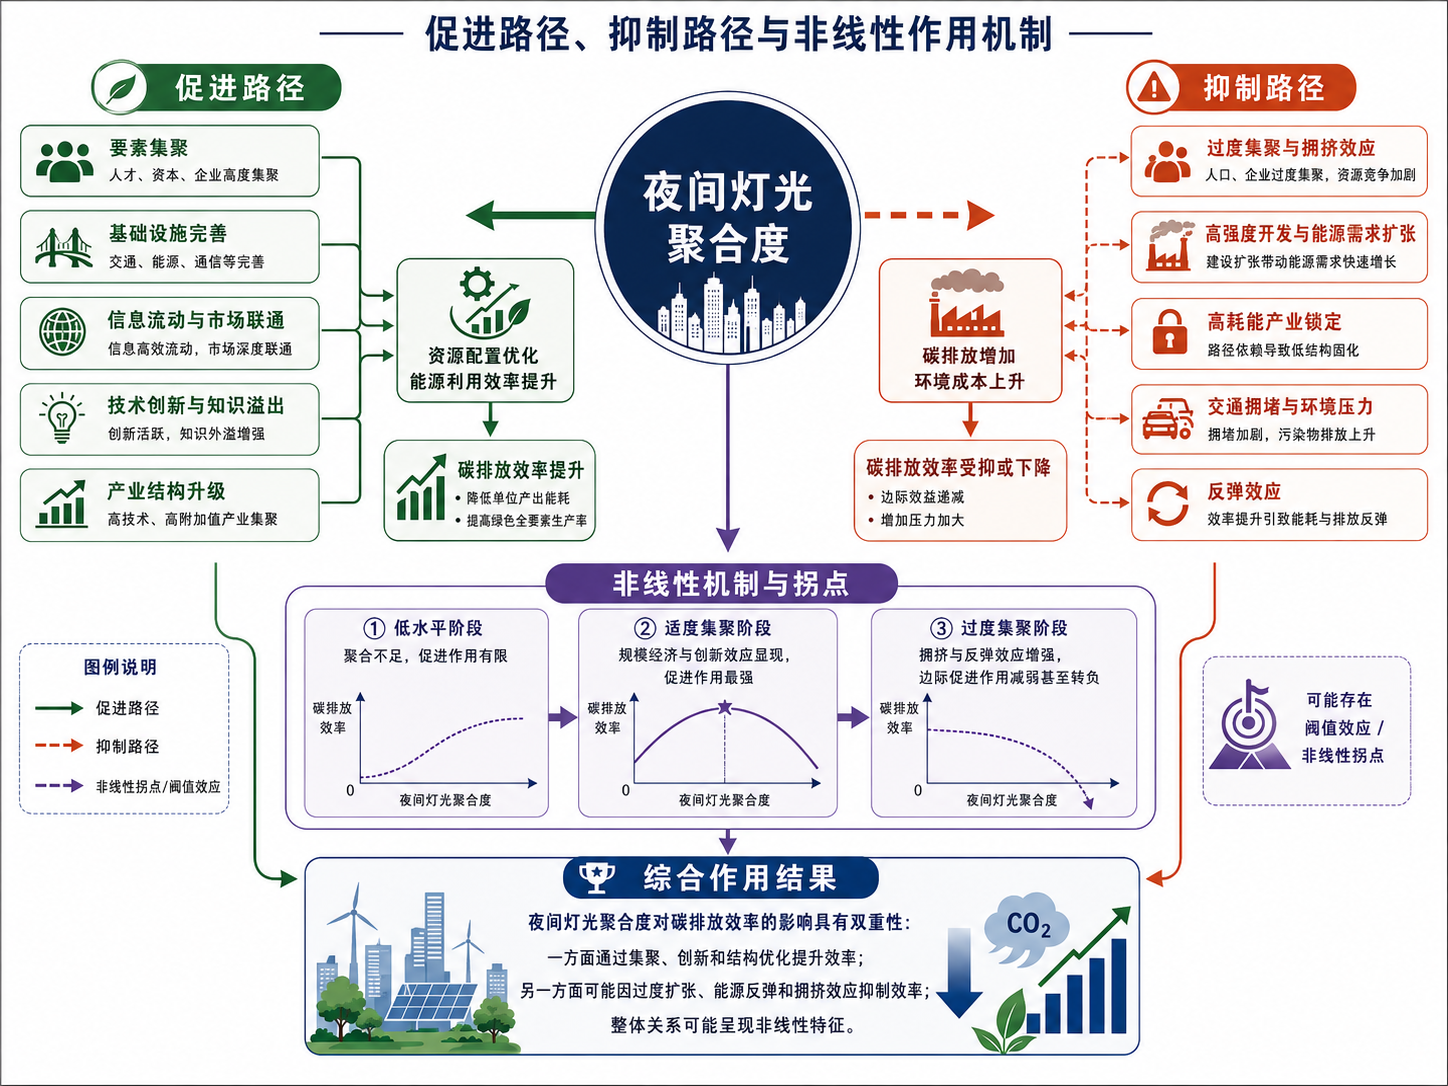 促进路径、抑制路径与非线性作用机制
促进路径
要素集聚
人才、资本、企业高度集聚
基础设施完善
交通、能源、通信等完善
信息流动与市场联通
信息高效流动，市场深度联通
技术创新与知识溢出
创新活跃，知识外溢增强
产业结构升级
高技术、高附加值产业集聚
资源配置优化
能源利用效率提升
碳排放效率提升
• 降低单位产出能耗
• 提高绿色全要素生产率
夜间灯光
聚合度
抑制路径
过度集聚与拥挤效应
人口、企业过度集聚，资源竞争加剧
高强度开发与能源需求扩张
建设扩张带动能源需求快速增长
高耗能产业锁定
路径依赖导致低结构固化
交通拥堵与环境压力
拥堵加剧，污染物排放上升
反弹效应
效率提升引致能耗与排放反弹
碳排放增加
环境成本上升
碳排放效率受抑或下降
• 边际效益递减
• 增加压力加大
非线性机制与拐点
① 低水平阶段
聚合不足，促进作用有限
碳排放
效率
0
夜间灯光聚合度
② 适度集聚阶段
规模经济与创新效应显现，
促进作用最强
碳排放
效率
0
夜间灯光聚合度
③ 过度集聚阶段
拥挤与反弹效应增强，
边际促进作用减弱甚至转负
碳排放
效率
0
夜间灯光聚合度
图例说明
促进路径
抑制路径
非线性拐点/阈值效应
可能存在
阈值效应 /
非线性拐点
综合作用结果
夜间灯光聚合度对碳排放效率的影响具有双重性：
一方面通过集聚、创新和结构优化提升效率；
另一方面可能因过度扩张、能源反弹和拥挤效应抑制效率；
整体关系可能呈现非线性特征。
CO₂